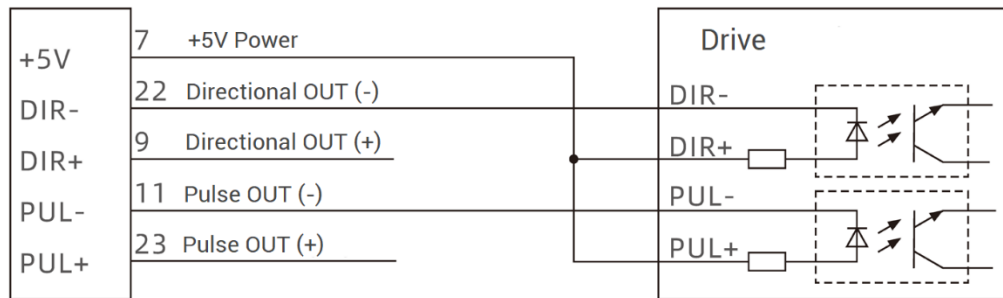 +5V
7
+5V Power
DIR-
22
Directional OUT (-)
DIR+
9
Directional OUT (+)
PUL-
11
Pulse OUT (-)
PUL+
23
Pulse OUT (+)
Drive
DIR-
DIR+
PUL-
PUL+